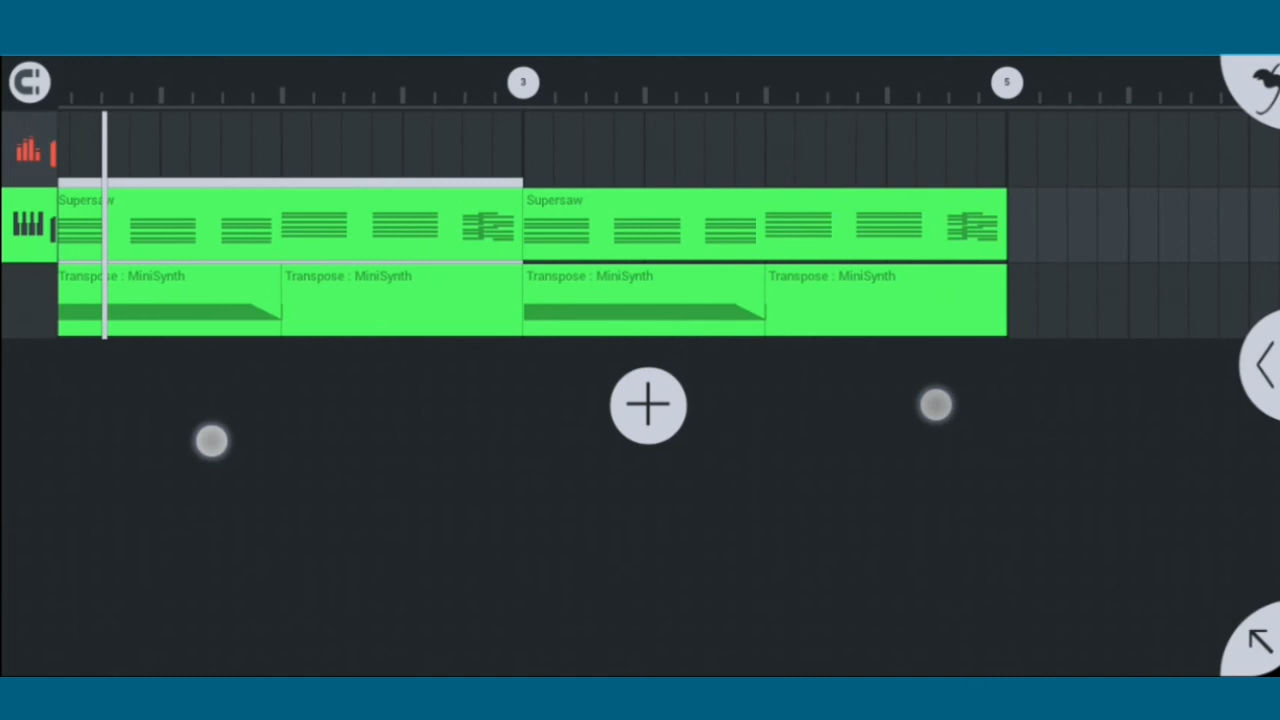 3 5
Supersaw Supersaw
Transpose : MiniSynth Transpose : MiniSynth Transpose : MiniSynth Transpose : MiniSynth